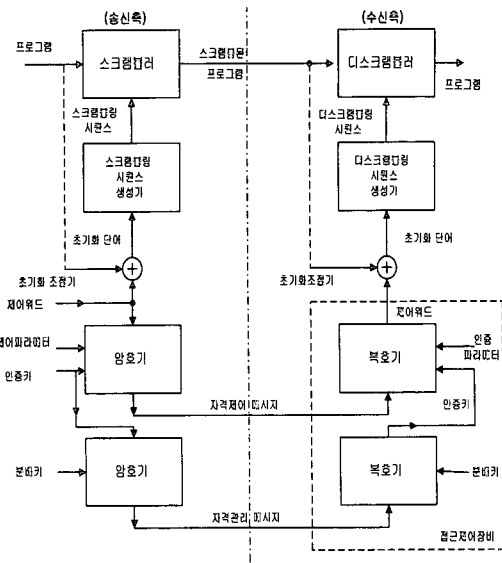 (송신측)
(수신측)
프로그램
스크램블러
스크램블된
프로그램
디스크램블러
프로그램
스크램블링
시퀀스
디스크램블링
시퀀스
스크램블링
시퀀스
생성기
디스크램블링
시퀀스
생성기
초기화 단어
초기화 단어
초기화 조정기
초기화조정기
제어워드
제어워드
제어파라미터
암호기
복호기
인증
파라미터
인증키
자격제어 메시지
인증키
분배키
암호기
복호기
분배키
자격관리 메시지
접근제어장비